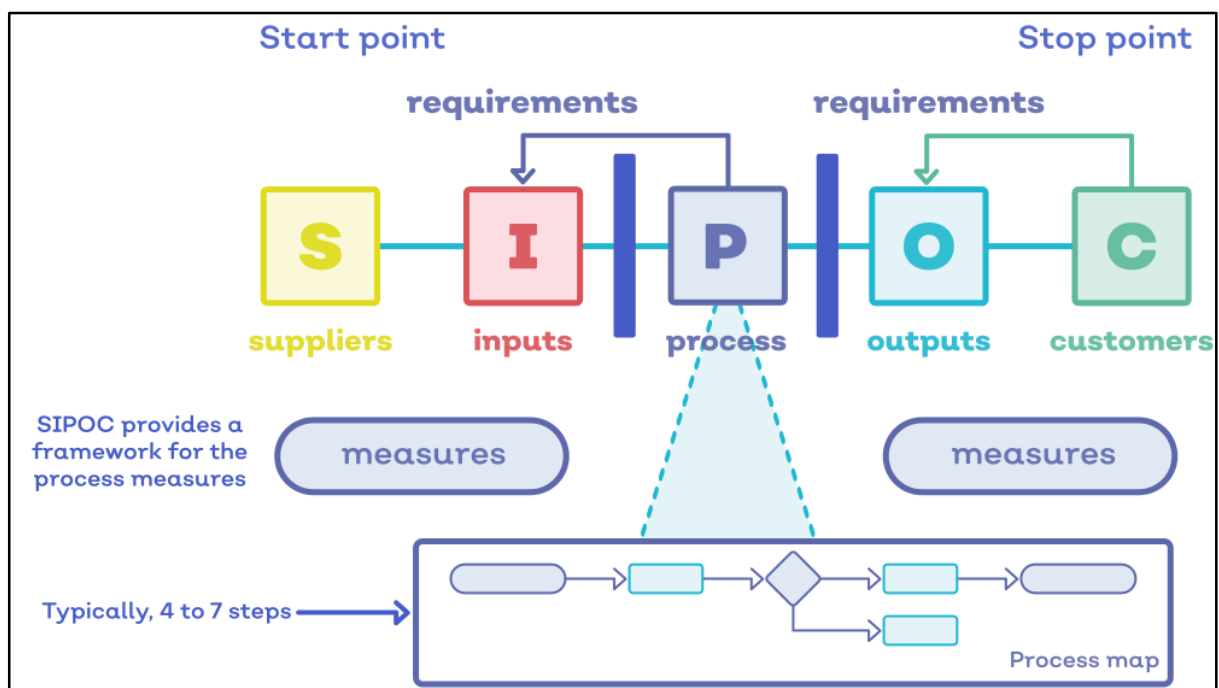 Start point
Stop point
requirements
requirements
S
I
P
O
C
suppliers
inputs
process
outputs
customers
SIPOC provides a
framework for the
process measures
measures
measures
Typically, 4 to 7 steps
Process map